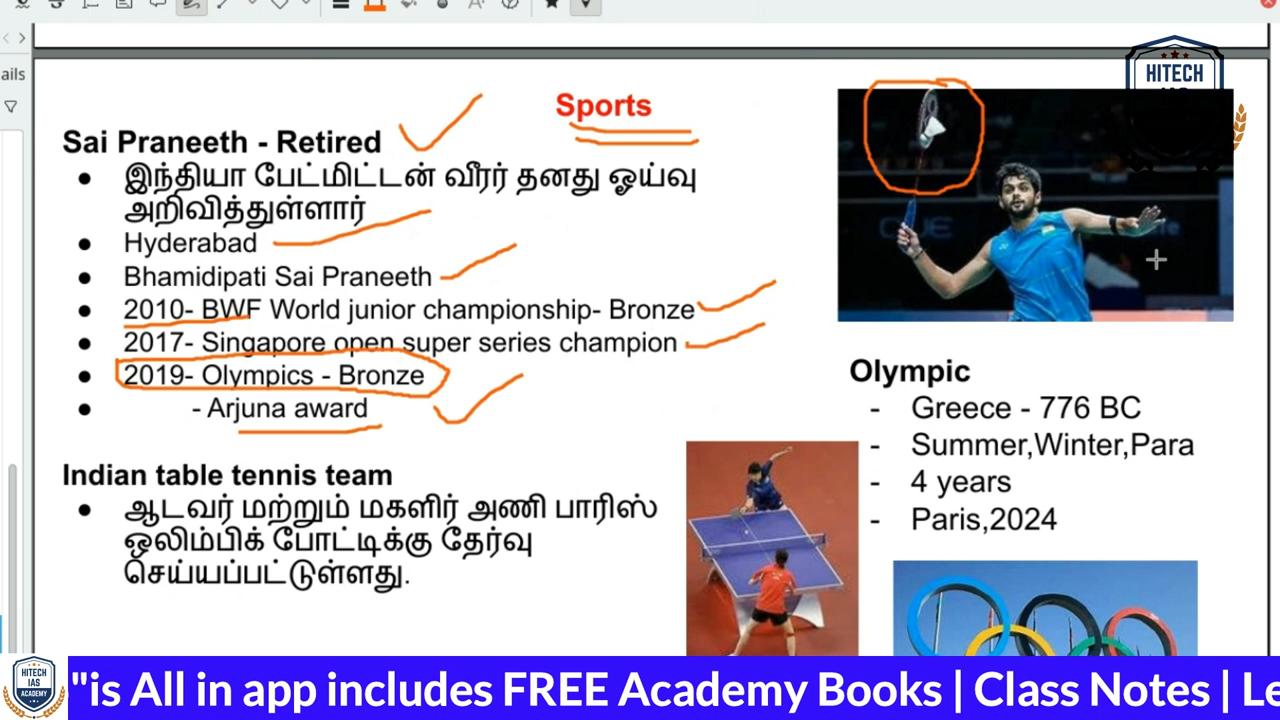 ails
HITECH
IAS
Sports
Sai Praneeth - Retired
இந்தியா பேட்மிட்டன் வீரர் தனது ஓய்வு
அறிவித்துள்ளார்
Hyderabad
Bhamidipati Sai Praneeth
2010- BWF World junior championship- Bronze
2017- Singapore open super series champion
2019- Olympics - Bronze
- Arjuna award
Olympic
- Greece - 776 BC
- Summer,Winter,Para
- 4 years
- Paris,2024
Indian table tennis team
ஆடவர் மற்றும் மகளிர் அணி பாரிஸ்
ஒலிம்பிக் போட்டிக்கு தேர்வு
செய்யப்பட்டுள்ளது.
HITECH
IAS
ACADEMY
"is All in app includes FREE Academy Books | Class Notes | Le